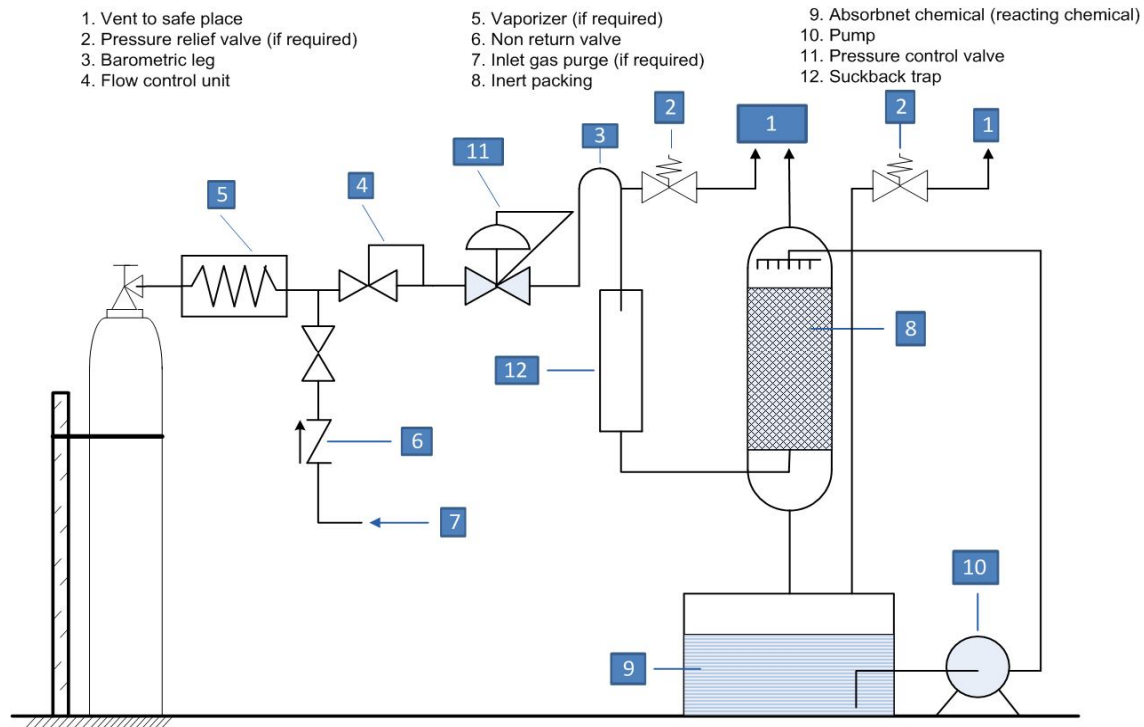 1. Vent to safe place
2. Pressure relief valve (if required)
3. Barometric leg
4. Flow control unit
5. Vaporizer (if required)
6. Non return valve
7. Inlet gas purge (if required)
8. Inert packing
9. Absorbnet chemical (reacting chemical)
10. Pump
11. Pressure control valve
12. Suckback trap
2
1
2
1
3
11
4
5
8
12
6
7
10
9